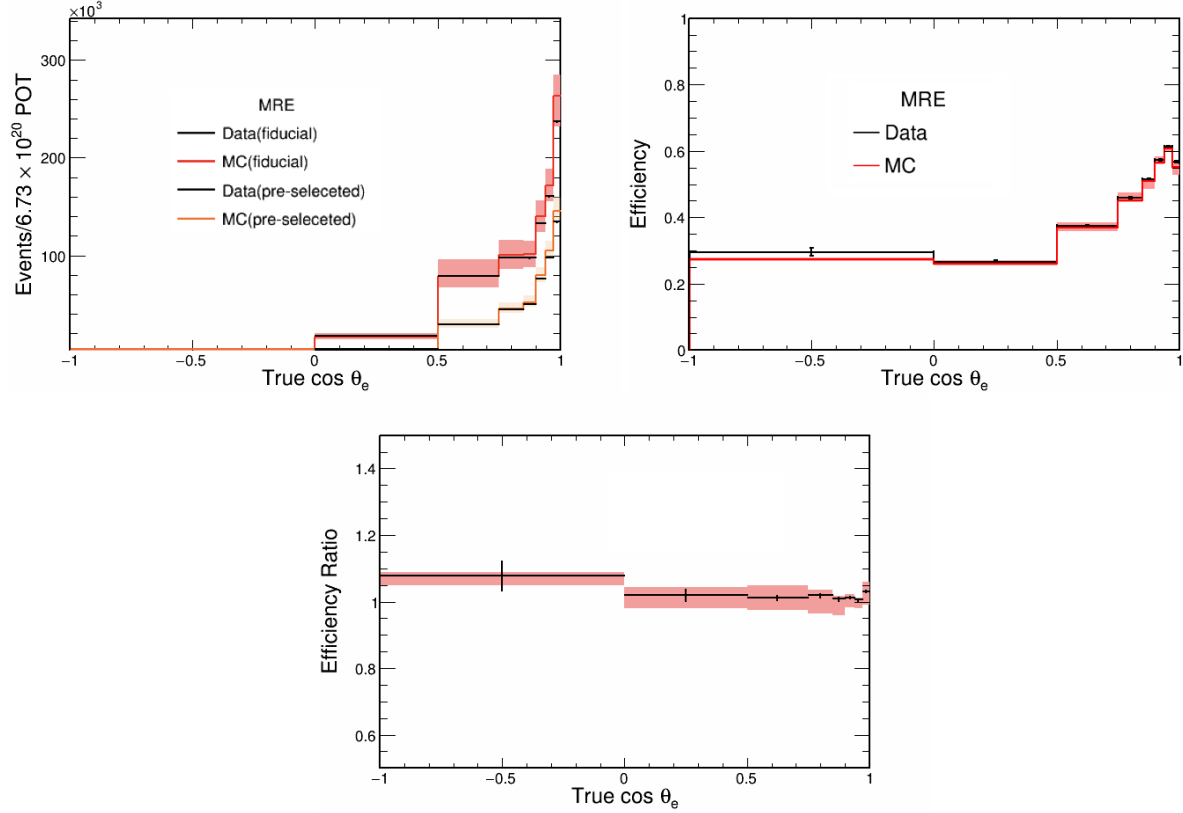 ×10³
Events/6.73 × 10²⁰ POT
300
200
100
MRE
Data(fiducial)
MC(fiducial)
Data(pre-seleceted)
MC(pre-seleceted)
−1 −0.5 0 0.5 1
True cos θe
Efficiency
1
0.8
0.6
0.4
0.2
0
MRE
Data
MC
−1 −0.5 0 0.5 1
True cos θe
Efficiency Ratio
1.4
1.2
1
0.8
0.6
−1 −0.5 0 0.5 1
True cos θe